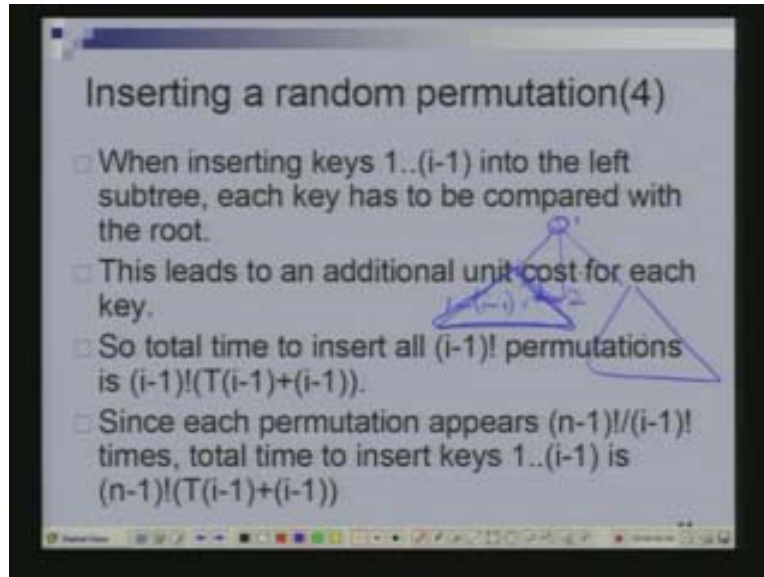 Inserting a random permutation(4)
When inserting keys 1..(i-1) into the left
subtree, each key has to be compared with
the root.
This leads to an additional unit cost for each
key.
So total time to insert all (i-1)! permutations
is (i-1)!(T(i-1)+(i-1)).
Since each permutation appears (n-1)!/(i-1)!
times, total time to insert keys 1..(i-1) is
(n-1)!(T(i-1)+(i-1))